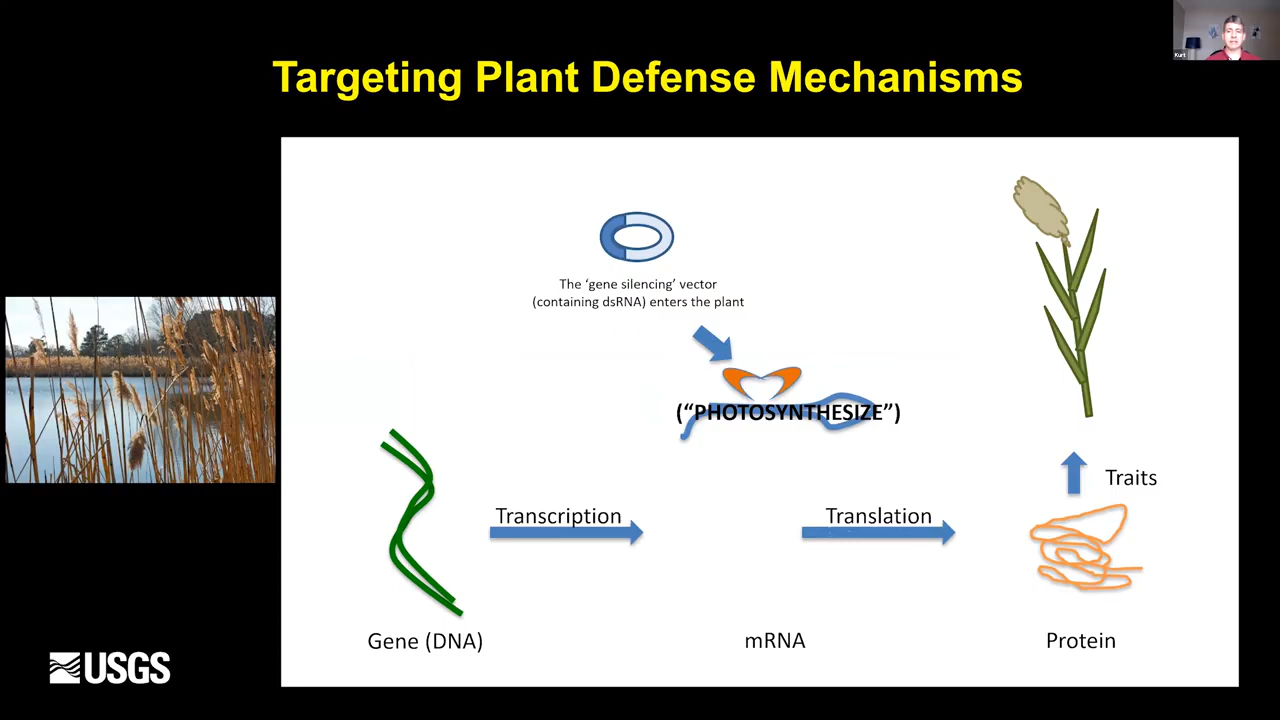 Kurt
Targeting Plant Defense Mechanisms
The ‘gene silencing’ vector
(containing dsRNA) enters the plant
(“PHOTOSYNTHESIZE”)
Traits
Transcription
Translation
Gene (DNA)
mRNA
Protein
USGS